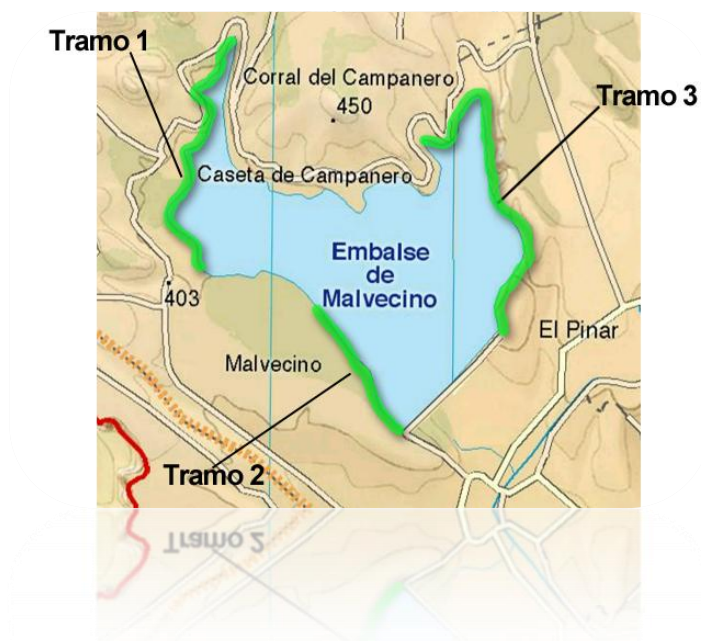 Tramo 1
Corral del Campanero
450
Tramo 3
Caseta de Campanero
Embalse
de
Malvecino
403
El Pinar
Malvecino
Tramo 2
Tramo 2